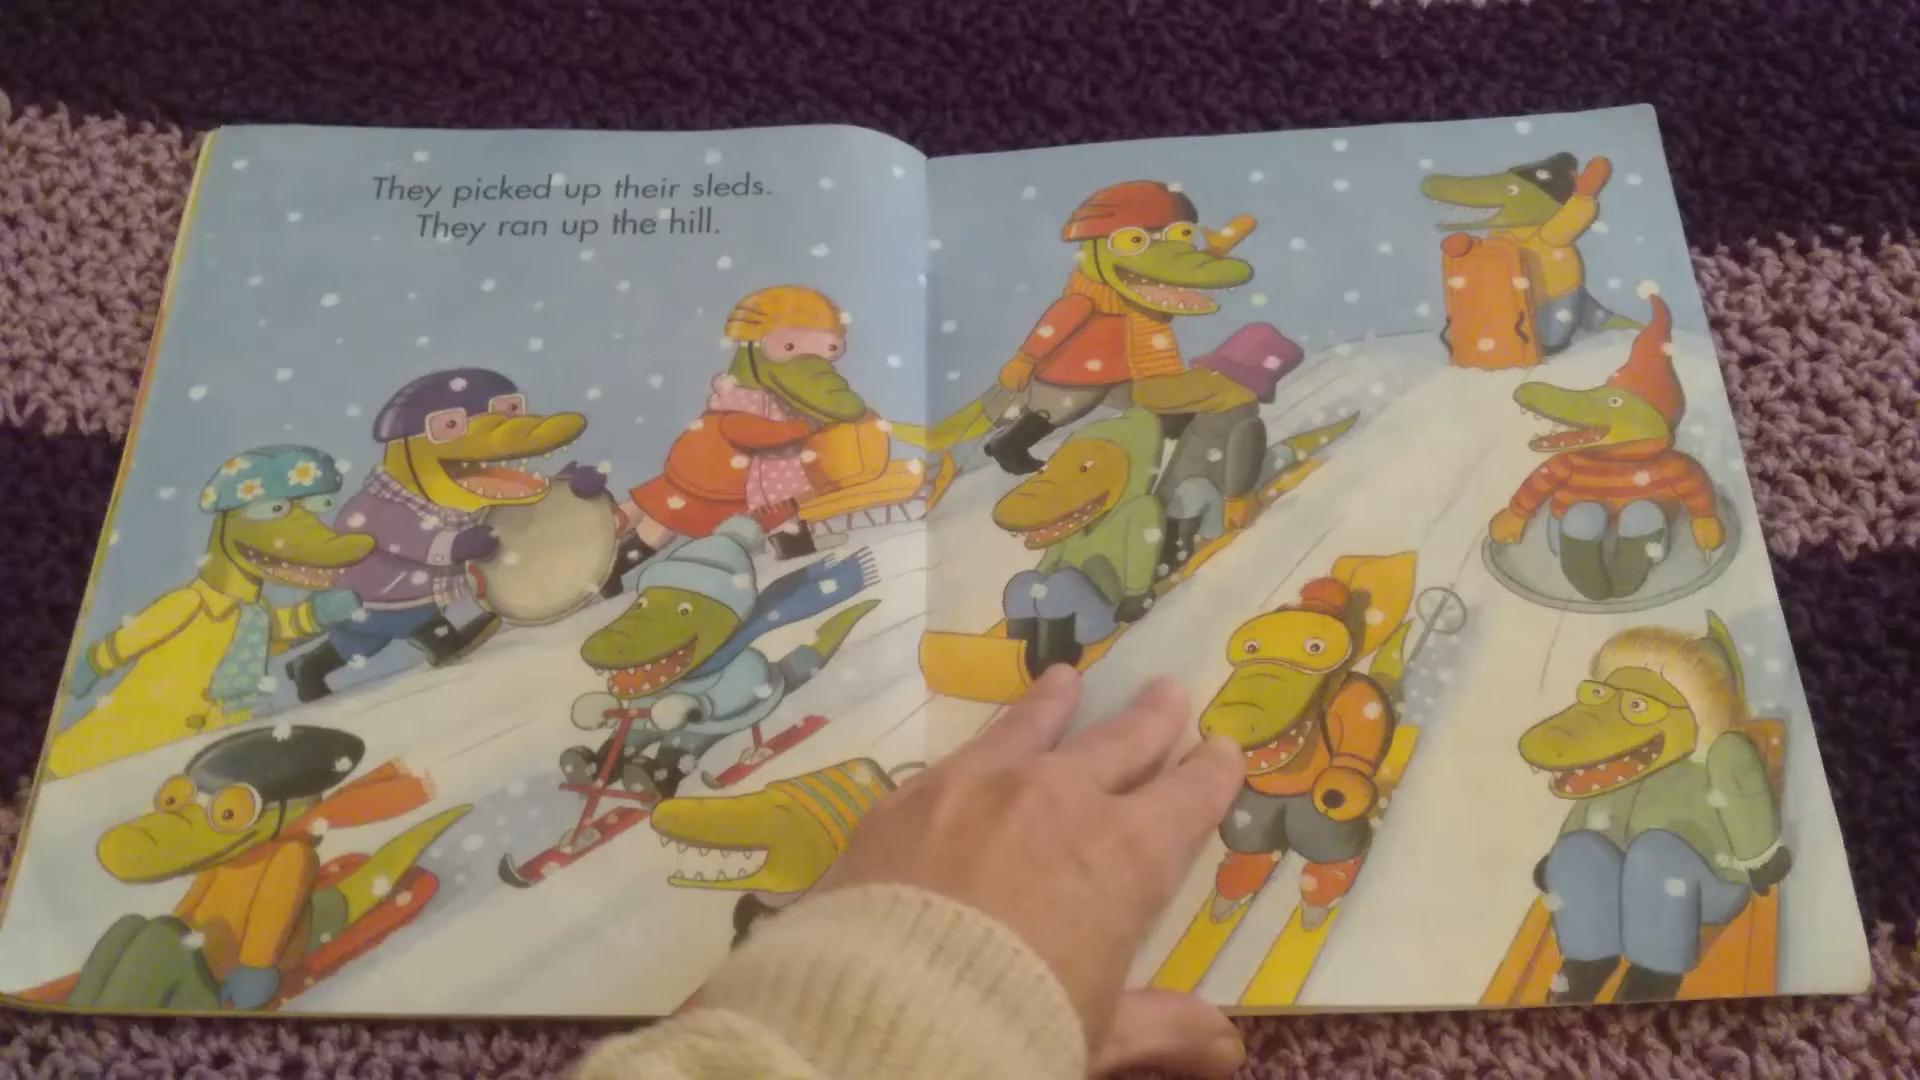 They picked up their sleds.
They ran up the hill.